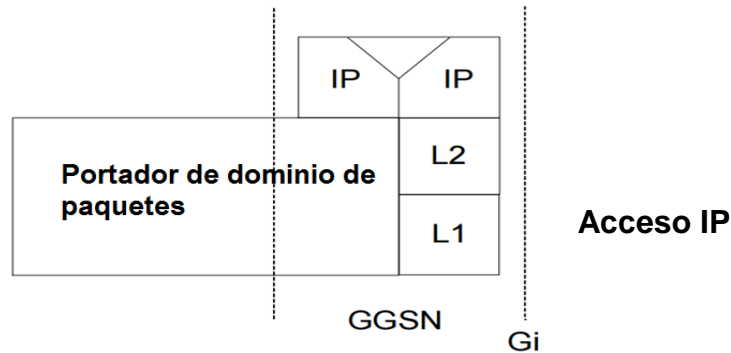 IP IP
L2
Portador de dominio de
paquetes
L1
Acceso IP
GGSN
Gi